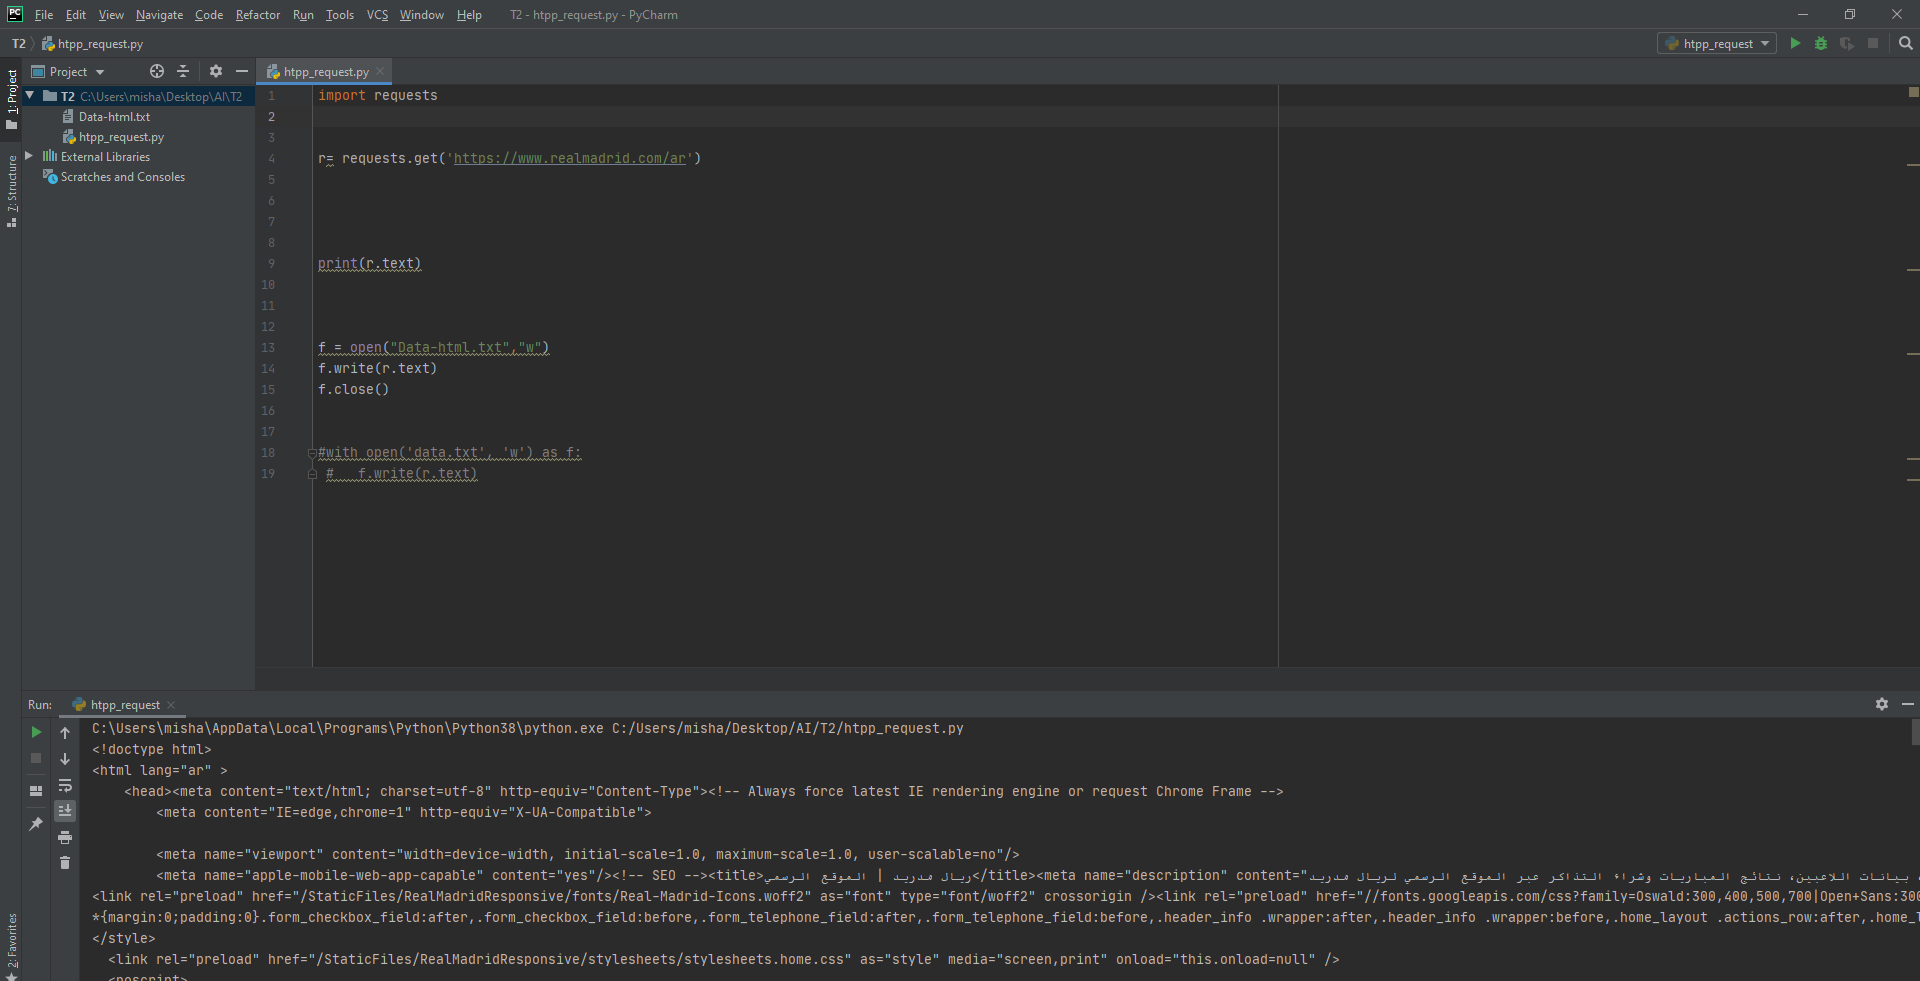 File Edit View Navigate Code Refactor Run Tools VCS Window Help T2 - htpp_request.py - PyCharm
T2 htpp_request.py
htpp_request
1: Project
7: Structure
2: Favorites
Project
T2 C:\Users\misha\Desktop\AI\T2
Data-html.txt
htpp_request.py
External Libraries
Scratches and Consoles
htpp_request.py
1 import requests
2
3
4 r= requests.get('https://www.realmadrid.com/ar')
5
6
7
8
9 print(r.text)
10
11
12
13 f = open("Data-html.txt","w")
14 f.write(r.text)
15 f.close()
16
17
18 #with open('data.txt', 'w') as f:
19 #   f.write(r.text)
Run: htpp_request
C:\Users\misha\AppData\Local\Programs\Python\Python38\python.exe C:/Users/misha/Desktop/AI/T2/htpp_request.py
<!doctype html>
<html lang="ar" >
<head><meta content="text/html; charset=utf-8" http-equiv="Content-Type"><!-- Always force latest IE rendering engine or request Chrome Frame -->
<meta content="IE=edge,chrome=1" http-equiv="X-UA-Compatible">
<meta name="viewport" content="width=device-width, initial-scale=1.0, maximum-scale=1.0, user-scalable=no"/>
<meta name="apple-mobile-web-app-capable" content="yes"/><!-- SEO --><title>ريال مدريد | الموقع الرسمي</title><meta name="description" content="بيانات اللاعبين، نتائج المباريات وشراء التذاكر عبر الموقع الرسمي لريال مدريد
<link rel="preload" href="/StaticFiles/RealMadridResponsive/fonts/Real-Madrid-Icons.woff2" as="font" type="font/woff2" crossorigin /><link rel="preload" href="//fonts.googleapis.com/css?family=Oswald:300,400,500,700|Open+Sans:300
*{margin:0;padding:0}.form_checkbox_field:after,.form_checkbox_field:before,.form_telephone_field:after,.form_telephone_field:before,.header_info .wrapper:after,.header_info .wrapper:before,.home_layout .actions_row:after,.home_l
</style>
<link rel="preload" href="/StaticFiles/RealMadridResponsive/stylesheets/stylesheets.home.css" as="style" media="screen,print" onload="this.onload=null" />
<noscript>